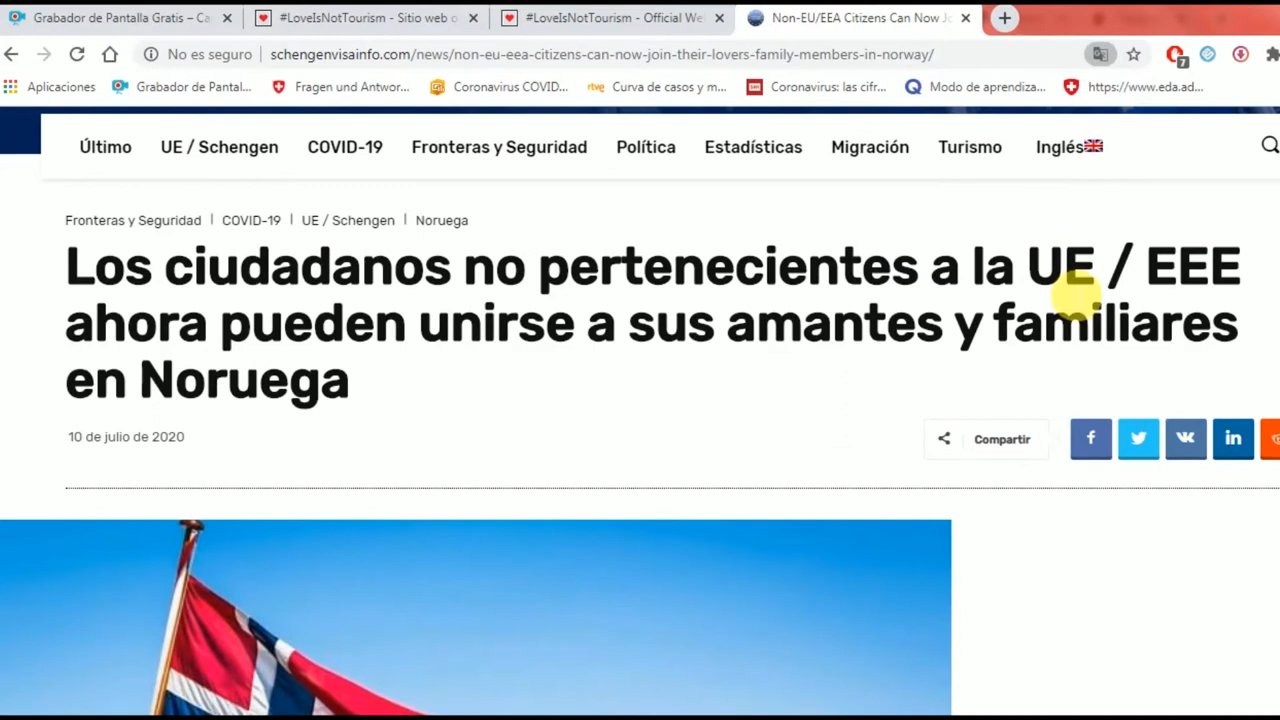 Grabador de Pantalla Gratis – Ca
#LoveIsNotTourism - Sitio web o
#LoveIsNotTourism - Official We
Non-EU/EEA Citizens Can Now Jo
No es seguro
schengenvisainfo.com/news/non-eu-eea-citizens-can-now-join-their-lovers-family-members-in-norway/
7
Aplicaciones
Grabador de Pantal...
Fragen und Antwor...
Coronavirus COVID...
rtve Curva de casos y m...
Coronavirus: las cifr...
Modo de aprendiza...
https://www.eda.ad...
Último
UE / Schengen
COVID-19
Fronteras y Seguridad
Política
Estadísticas
Migración
Turismo
Inglés
Fronteras y Seguridad | COVID-19 | UE / Schengen | Noruega
Los ciudadanos no pertenecientes a la UE / EEE
ahora pueden unirse a sus amantes y familiares
en Noruega
10 de julio de 2020
Compartir